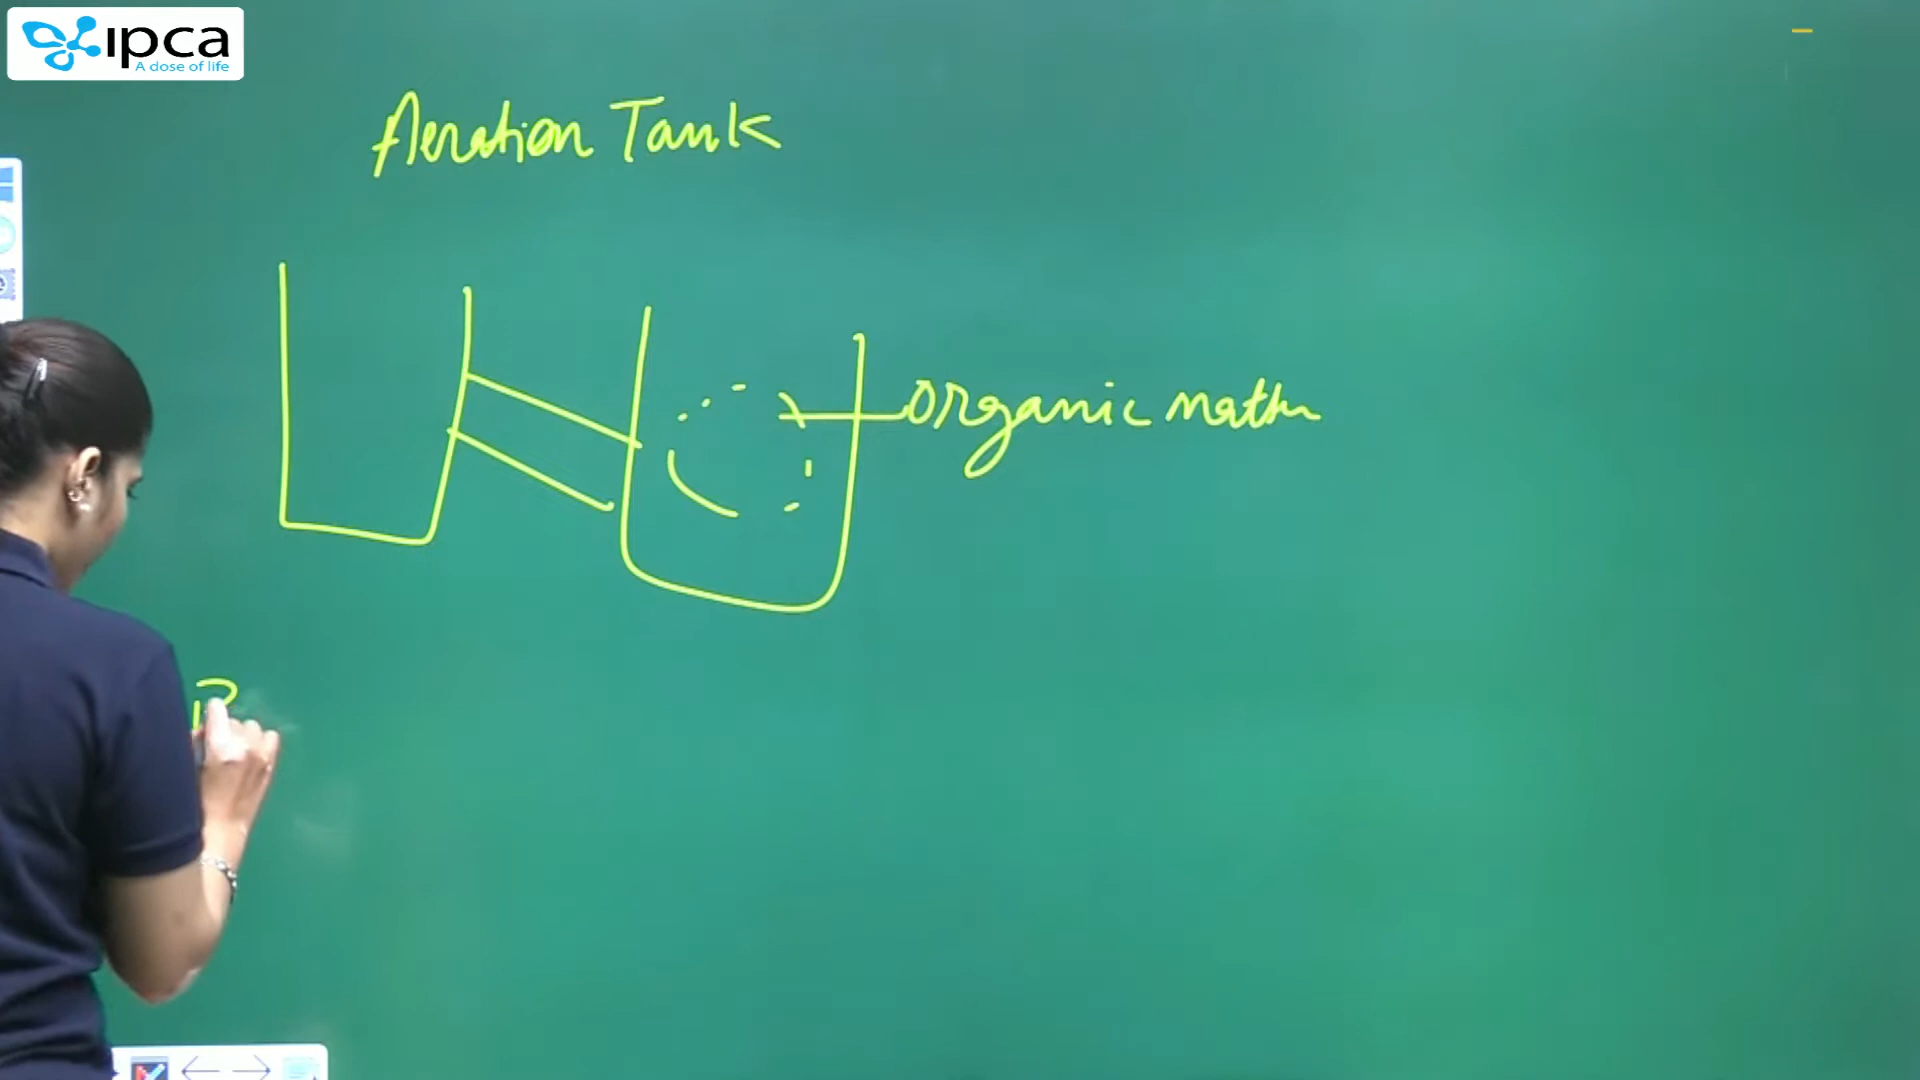 ipca
A dose of life
Aeration Tank
organic matter